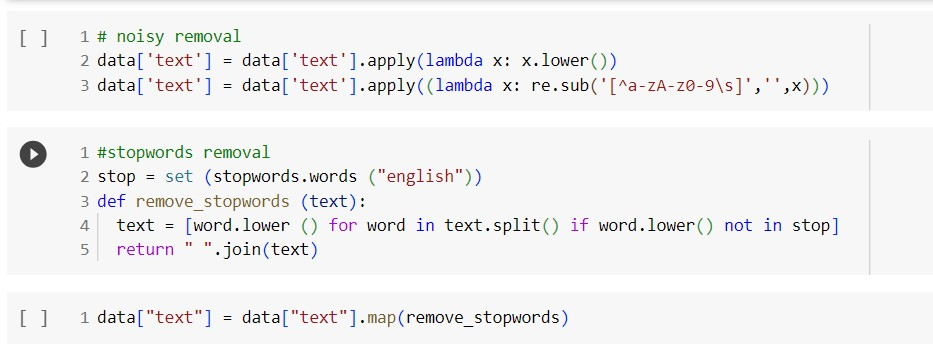 [ ] 1 # noisy removal
2 data['text'] = data['text'].apply(lambda x: x.lower())
3 data['text'] = data['text'].apply((lambda x: re.sub('[^a-zA-z0-9\s]','',x)))
1 #stopwords removal
2 stop = set (stopwords.words ("english"))
3 def remove_stopwords (text):
4   text = [word.lower () for word in text.split() if word.lower() not in stop]
5   return " ".join(text)
[ ] 1 data["text"] = data["text"].map(remove_stopwords)